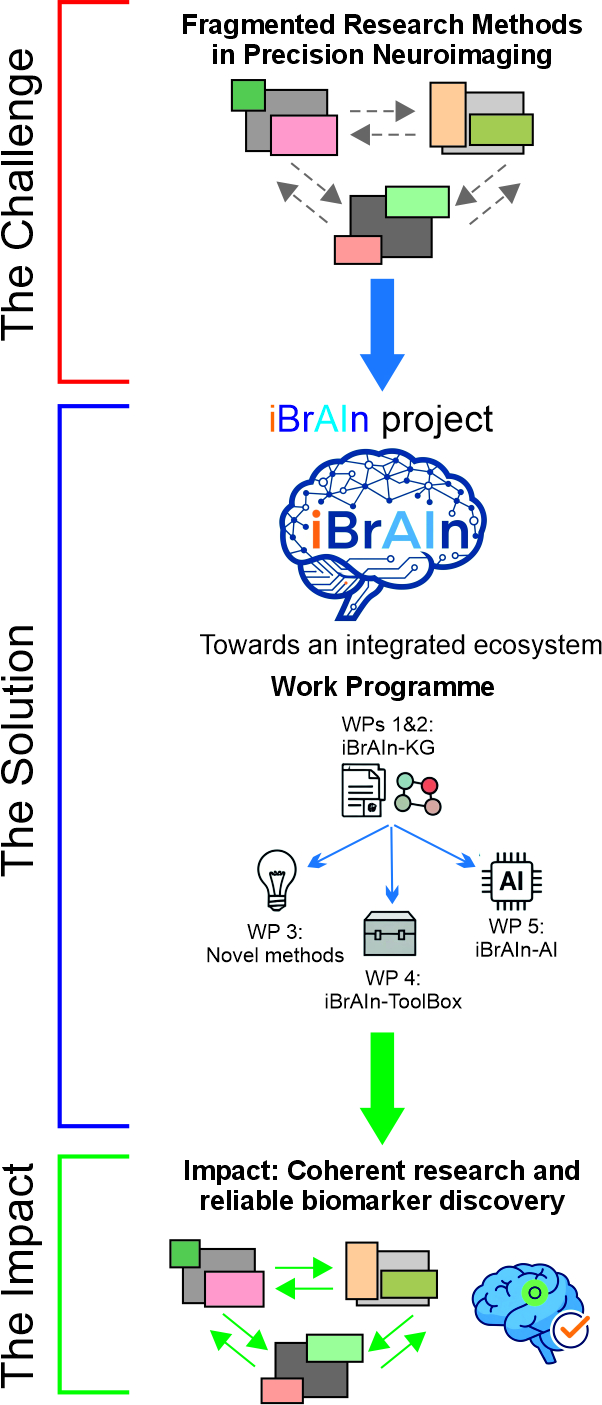 The Challenge
Fragmented Research Methods
in Precision Neuroimaging
The Solution
iBrAIn project
iBrAIn
Towards an integrated ecosystem
Work Programme
WPs 1&2:
iBrAIn-KG
WP 3:
Novel methods
WP 4:
iBrAIn-ToolBox
AI
WP 5:
iBrAIn-AI
The Impact
Impact: Coherent research and
reliable biomarker discovery